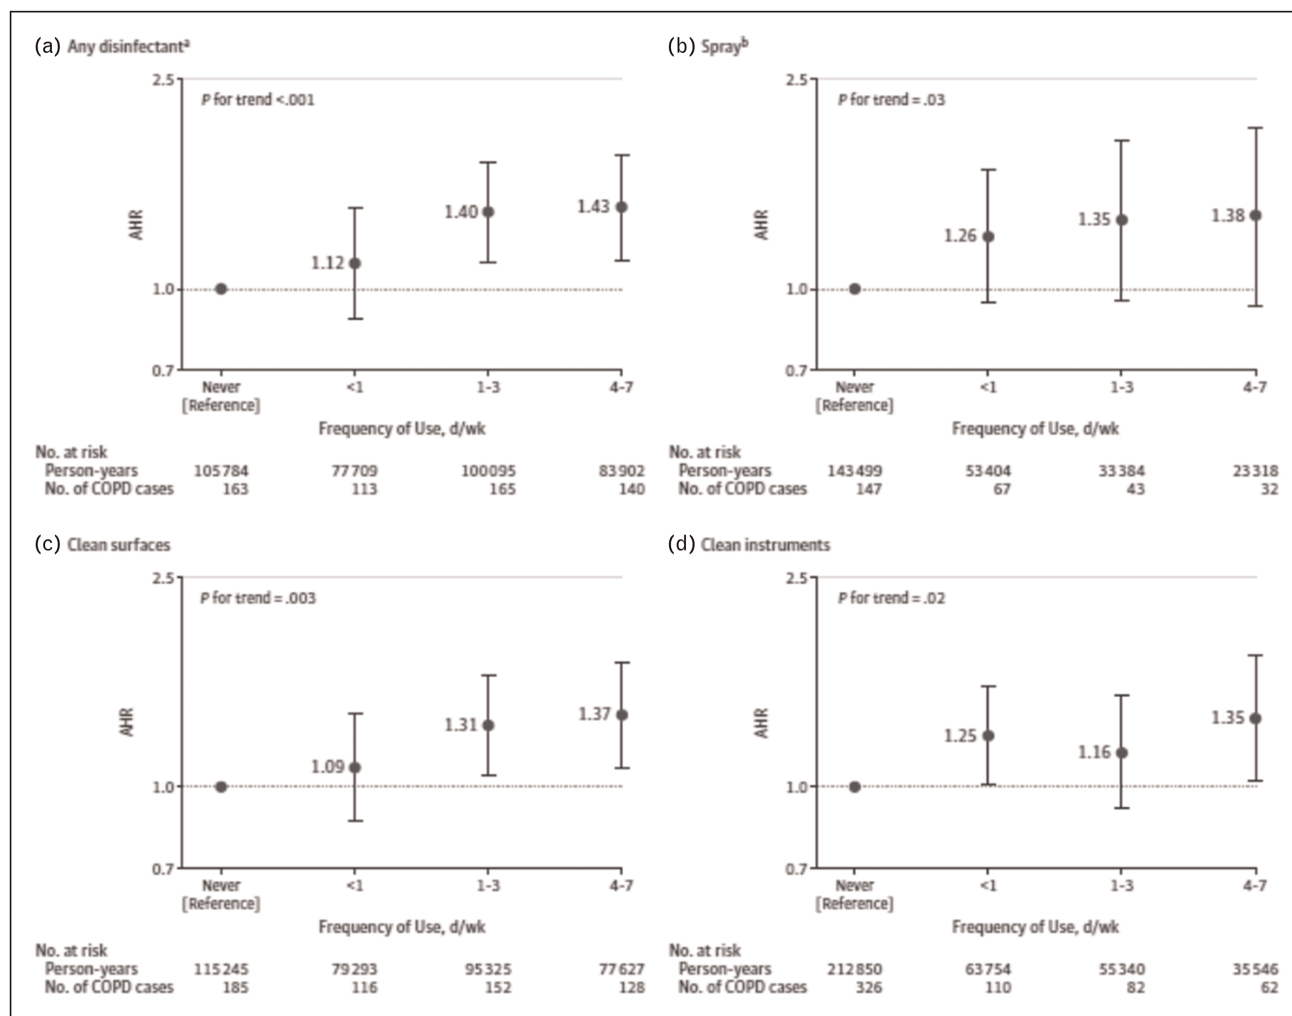 (a) Any disinfectantᵃ
2.5
P for trend <.001
AHR
1.12
1.40
1.43
1.0
0.7
Never
[Reference]
<1
1-3
4-7
Frequency of Use, d/wk
No. at risk
Person-years 105784 77709 100095 83902
No. of COPD cases 163 113 165 140
(b) Sprayᵇ
2.5
P for trend = .03
AHR
1.26
1.35
1.38
1.0
0.7
Never
[Reference]
<1
1-3
4-7
Frequency of Use, d/wk
No. at risk
Person-years 143499 53404 33384 23318
No. of COPD cases 147 67 43 32
(c) Clean surfaces
2.5
P for trend = .003
AHR
1.09
1.31
1.37
1.0
0.7
Never
[Reference]
<1
1-3
4-7
Frequency of Use, d/wk
No. at risk
Person-years 115245 79293 95325 77627
No. of COPD cases 185 116 152 128
(d) Clean instruments
2.5
P for trend = .02
AHR
1.25
1.16
1.35
1.0
0.7
Never
[Reference]
<1
1-3
4-7
Frequency of Use, d/wk
No. at risk
Person-years 212850 63754 55340 35546
No. of COPD cases 326 110 82 62